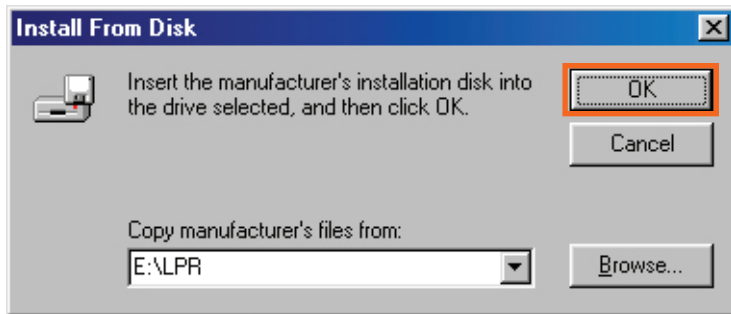 Install From Disk
Insert the manufacturer's installation disk into
the drive selected, and then click OK.
OK
Cancel
Copy manufacturer's files from:
E:\LPR
Browse...